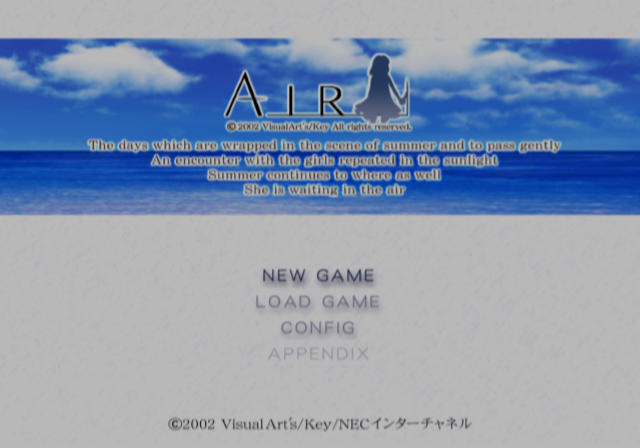 AIR
©2002 VisualArt's/Key All rights reserved.
The days which are wrapped in the scene of summer and to pass gently
An encounter with the girls repeated in the sunlight
Summer continues to where as well
She is waiting in the air
NEW GAME
LOAD GAME
CONFIG
APPENDIX
©2002 VisualArt's/Key/NECインターチャネル